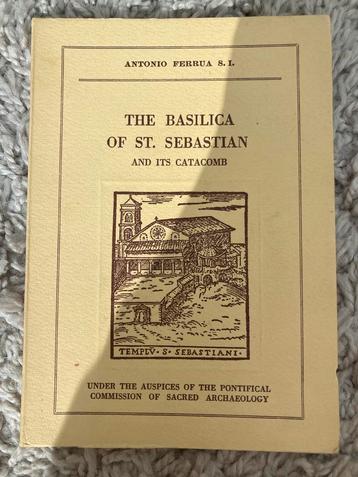 ANTONIO FERRUA S. I.
THE BASILICA
OF ST. SEBASTIAN
AND ITS CATACOMB
TEMPLV · S · SEBASTIANI ·
UNDER THE AUSPICES OF THE PONTIFICAL
COMMISSION OF SACRED ARCHAEOLOGY